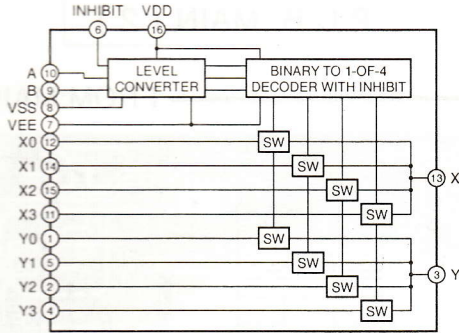 INHIBIT VDD
6 16
A 10
B 9
VSS 8
VEE 7
LEVEL
CONVERTER
BINARY TO 1-OF-4
DECODER WITH INHIBIT
X0 12 SW
X1 14 SW
13 X
X2 15 SW
X3 11 SW
Y0 1 SW
Y1 5 SW
3 Y
Y2 2 SW
Y3 4 SW